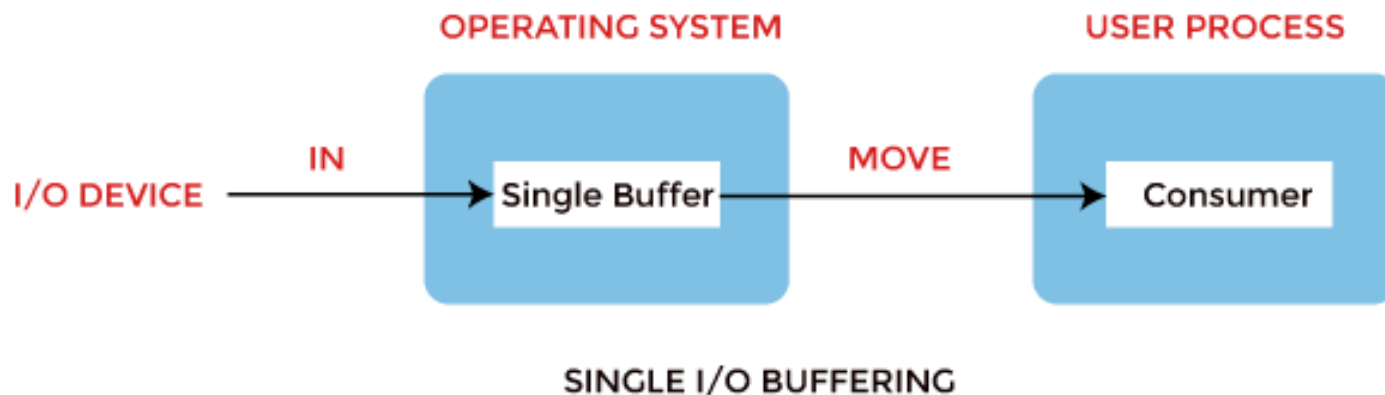 OPERATING SYSTEM
USER PROCESS
IN
MOVE
I/O DEVICE
Single Buffer
Consumer
SINGLE I/O BUFFERING